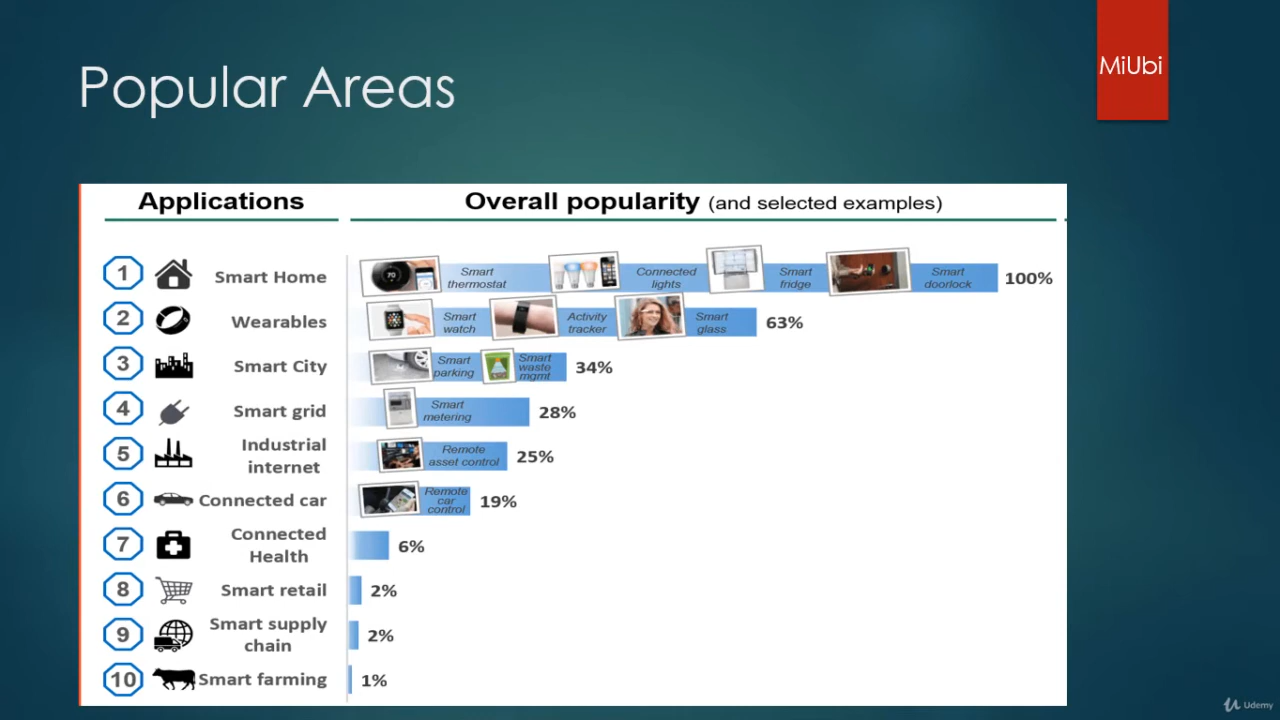 Popular Areas
MiUbi
Applications
Overall popularity (and selected examples)
1 Smart Home
Smart thermostat
Connected lights
Smart fridge
Smart doorlock
100%
2 Wearables
Smart watch
Activity tracker
Smart glass
63%
3 Smart City
Smart parking
Smart waste mgmt
34%
4 Smart grid
Smart metering
28%
5 Industrial internet
Remote asset control
25%
6 Connected car
Remote car control
19%
7 Connected Health
6%
8 Smart retail
2%
9 Smart supply chain
2%
10 Smart farming
1%
70
Udemy